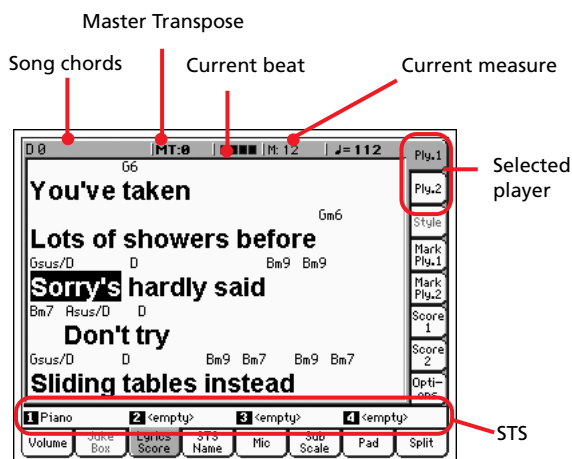 Master Transpose
Song chords Current beat Current measure
D0 MT:0 M: 12 ♩= 112 Ply.1
G6
You've taken Ply.2 Selected player
Gm6 Style
Lots of showers before
Gsus/D D Bm9 Bm9 Mark Ply.1
Sorry's hardly said Mark Ply.2
Bm7 Asus/D D Score 1
Don't try
Gsus/D D Bm9 Bm7 Bm9 Bm7 Score 2
Sliding tables instead
1 Piano 2 <empty> 3 <empty> 4 <empty> STS
Volume Box Lyrics Score STS Name Mic Sub Scale Pad Split